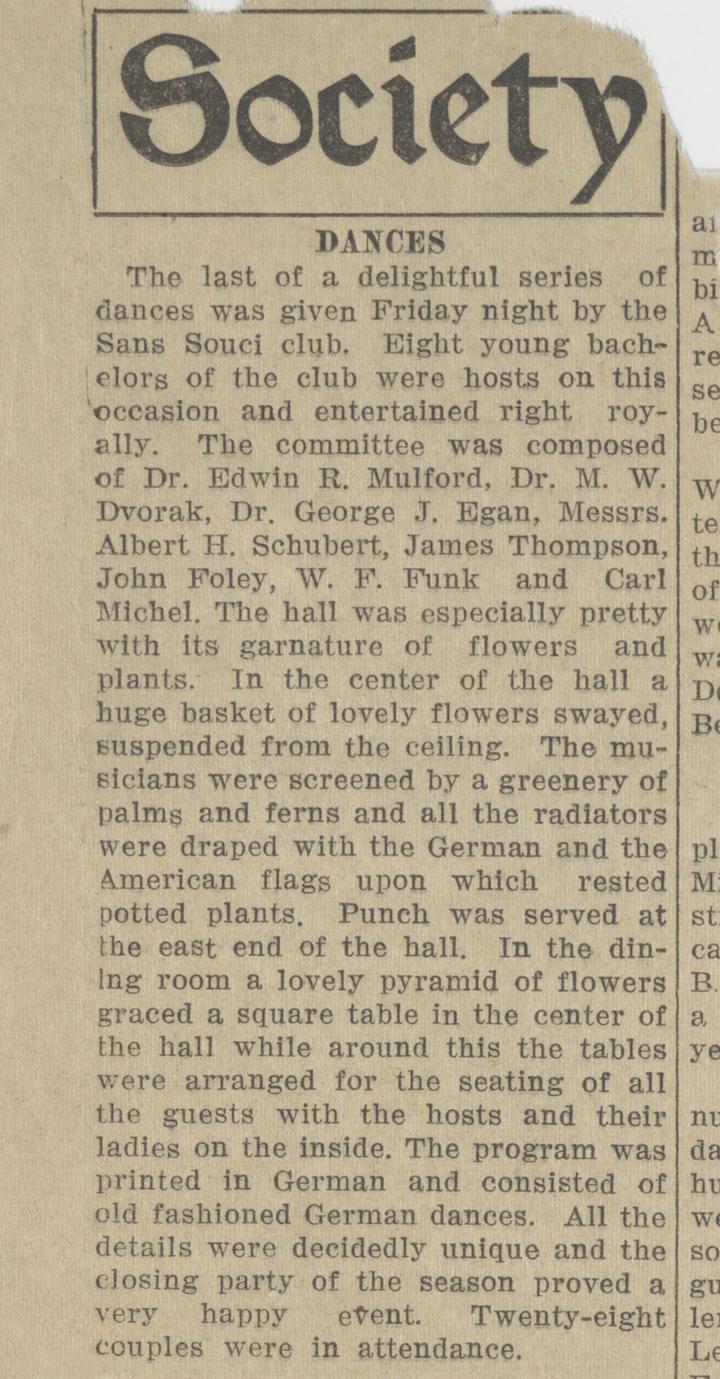 Society
DANCES
The last of a delightful series of
dances was given Friday night by the
Sans Souci club. Eight young bach-
elors of the club were hosts on this
occasion and entertained right roy-
ally. The committee was composed
of Dr. Edwin R. Mulford, Dr. M. W.
Dvorak, Dr. George J. Egan, Messrs.
Albert H. Schubert, James Thompson,
John Foley, W. F. Funk and Carl
Michel. The hall was especially pretty
with its garnature of flowers and
plants. In the center of the hall a
huge basket of lovely flowers swayed,
suspended from the ceiling. The mu-
sicians were screened by a greenery of
palms and ferns and all the radiators
were draped with the German and the
American flags upon which rested
potted plants. Punch was served at
the east end of the hall. In the din-
ing room a lovely pyramid of flowers
graced a square table in the center of
the hall while around this the tables
were arranged for the seating of all
the guests with the hosts and their
ladies on the inside. The program was
printed in German and consisted of
old fashioned German dances. All the
details were decidedly unique and the
closing party of the season proved a
very happy event. Twenty-eight
couples were in attendance.